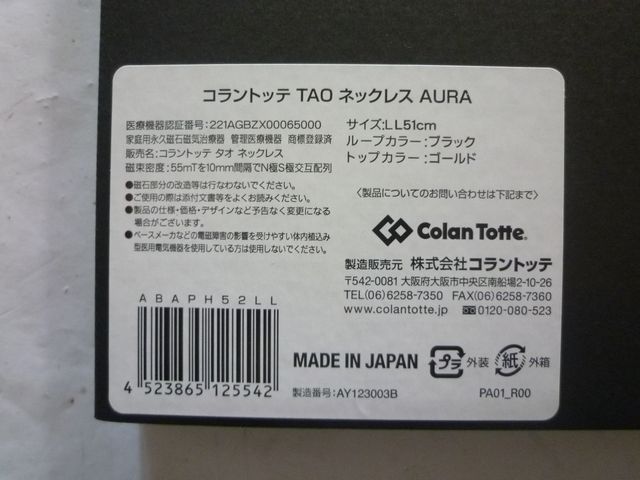 コラントッテ TAO ネックレス AURA
医療機器認証番号:221AGBZX00065000
家庭用永久磁石磁気治療器 管理医療機器 商標登録済
販売名:コラントッテ タオ ネックレス
磁束密度:55mTを10mm間隔でN極S極交互配列
●磁石部分の改造等は行なわないでください。
●ご使用の際は添付文書等をよくお読みください。
●製品の仕様・価格・デザインなど予告なく変更になる
場合がございます。
●ペースメーカなどの電磁障害の影響を受けやすい体内植込み
型医用電気機器を使用している方は使用しないでください。
サイズ:LL51cm
ループカラー:ブラック
トップカラー:ゴールド
〈製品についてのお問い合わせは下記まで〉
Colan Totte.
製造販売元 株式会社コラントッテ
〒542-0081 大阪府大阪市中央区南船場2-10-26
TEL(06)6258-7350 FAX(06)6258-7360
www.colantotte.jp 0120-080-523
ABAPH52LL
4 523865 125542
MADE IN JAPAN
プラ 外装 紙 外箱
製造番号:AY123003B
PA01_R00